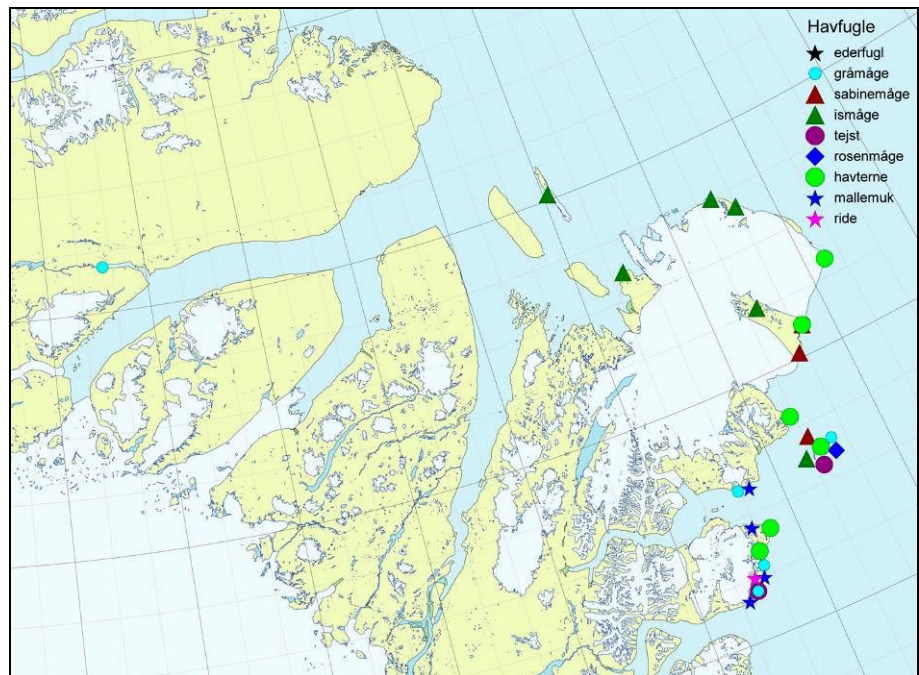 Havfugle
ederfugl
gråmåge
sabinemåge
ismåge
tejst
rosenmåge
havterne
mallemuk
ride